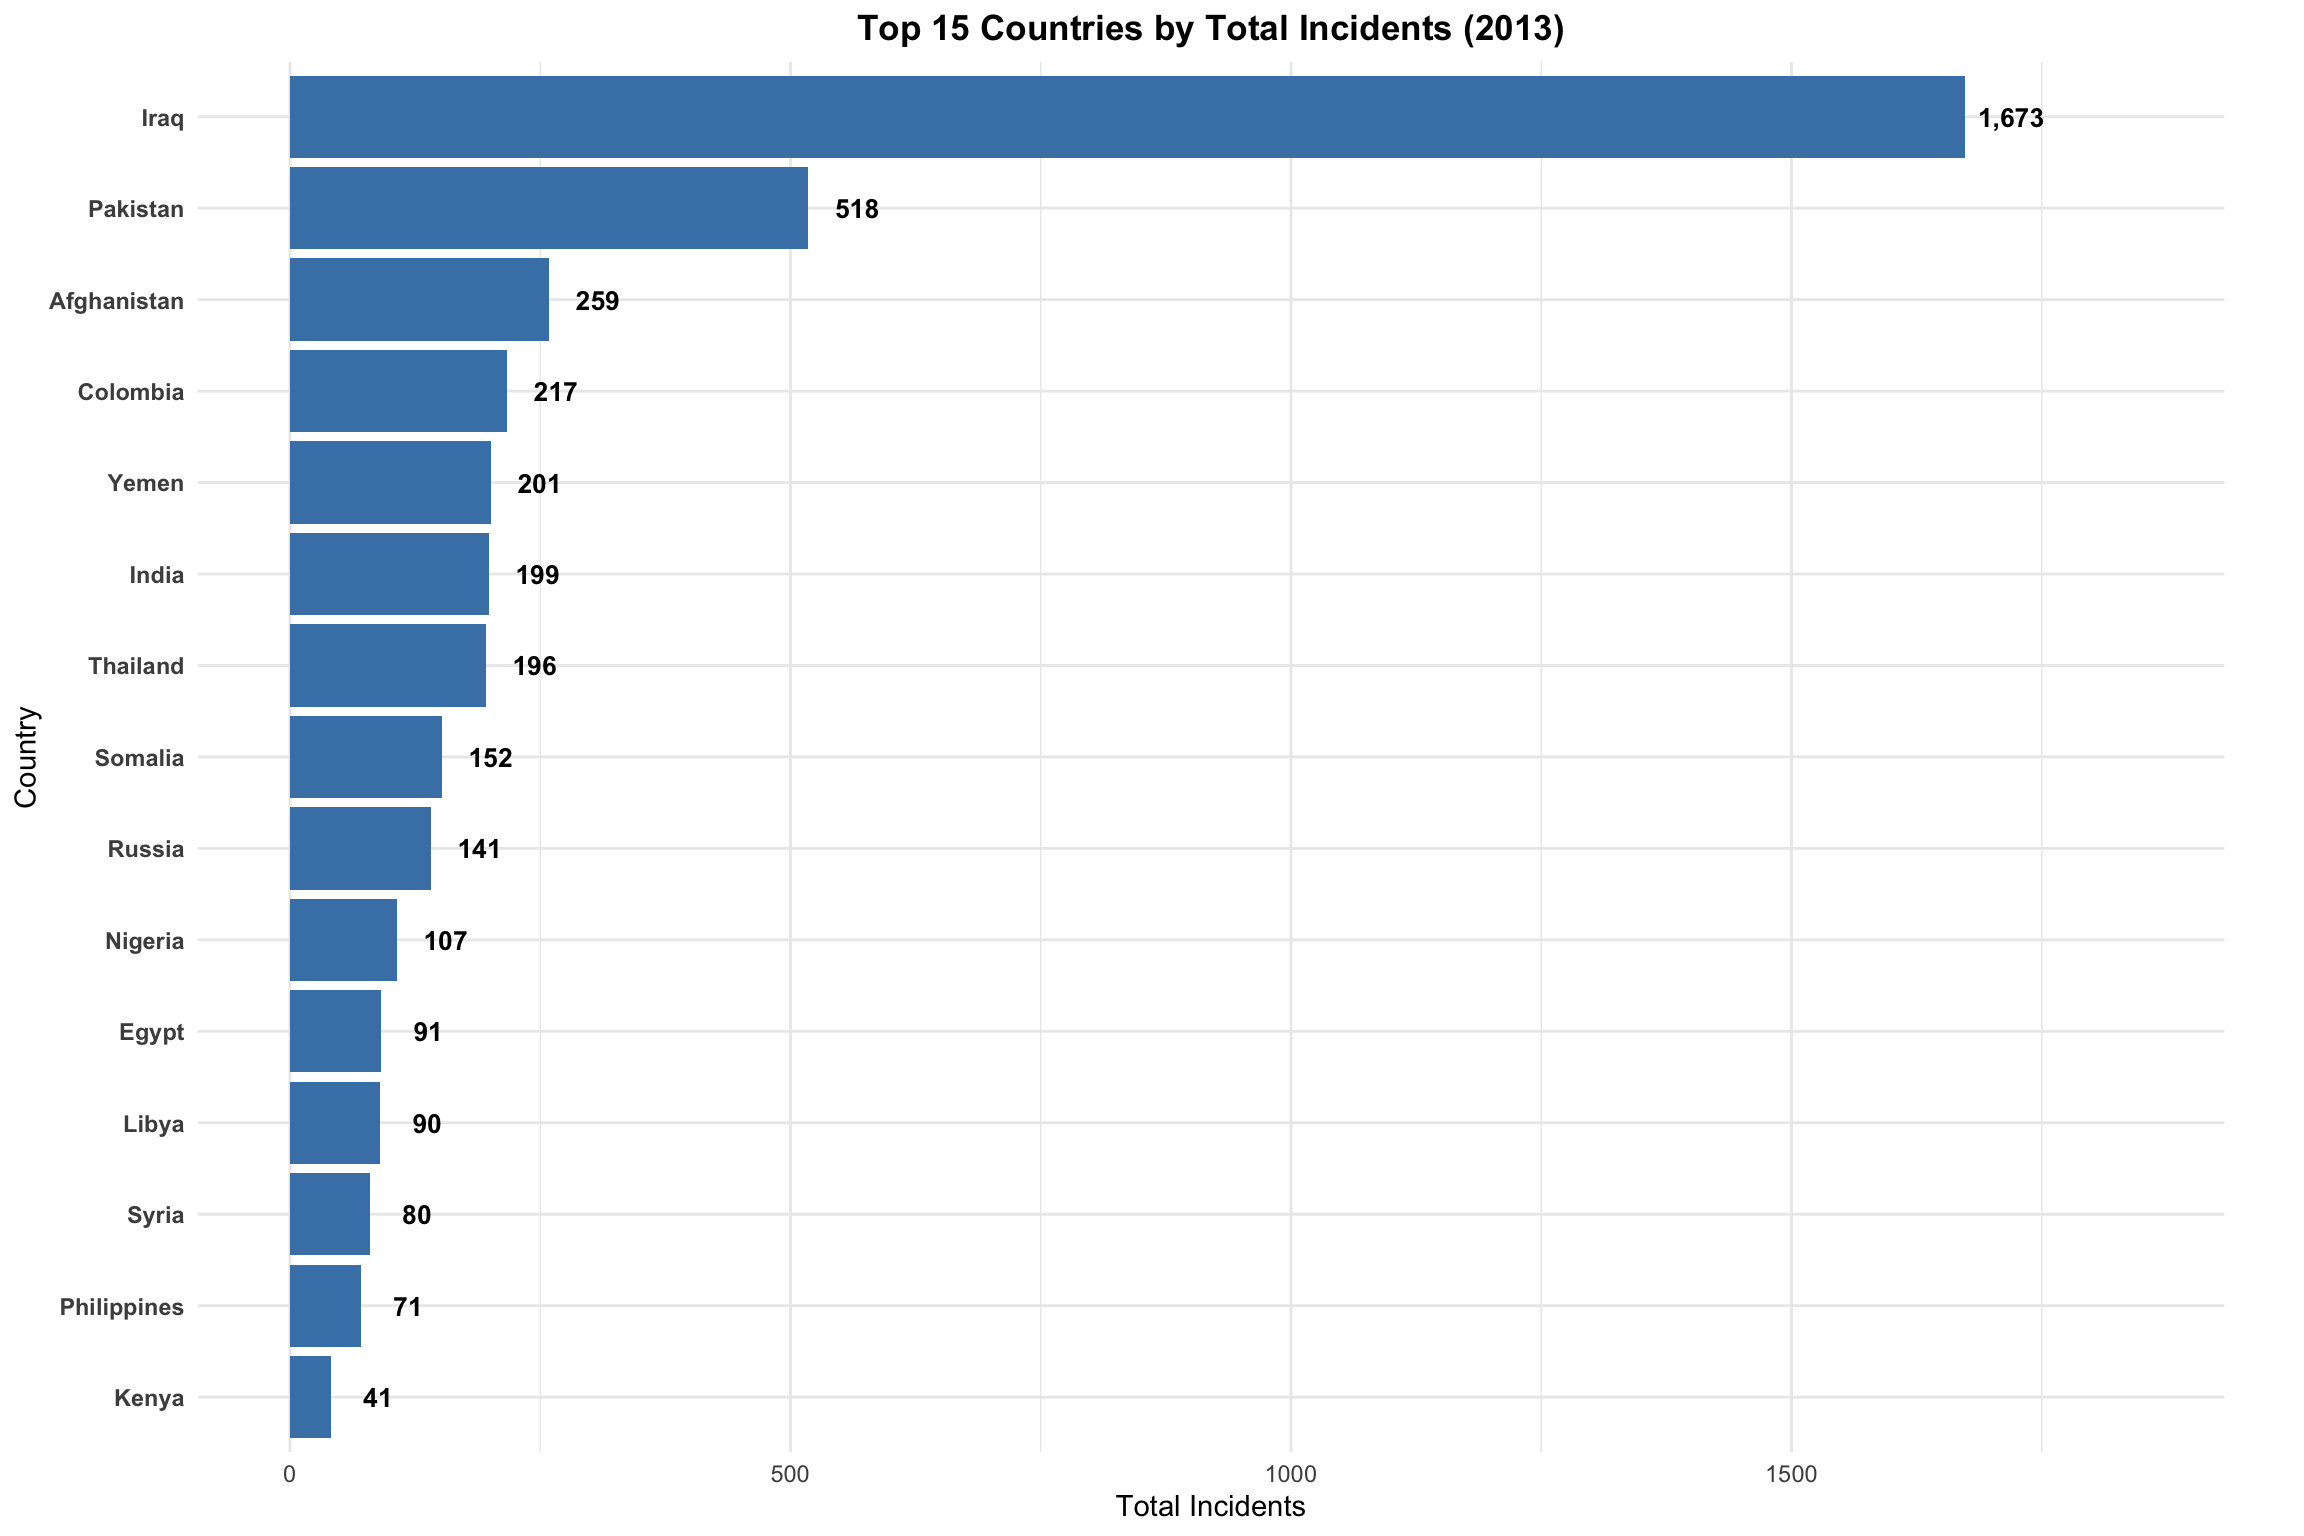 Top 15 Countries by Total Incidents (2013)
Country
Iraq 1,673
Pakistan 518
Afghanistan 259
Colombia 217
Yemen 201
India 199
Thailand 196
Somalia 152
Russia 141
Nigeria 107
Egypt 91
Libya 90
Syria 80
Philippines 71
Kenya 41
0 500 1000 1500
Total Incidents